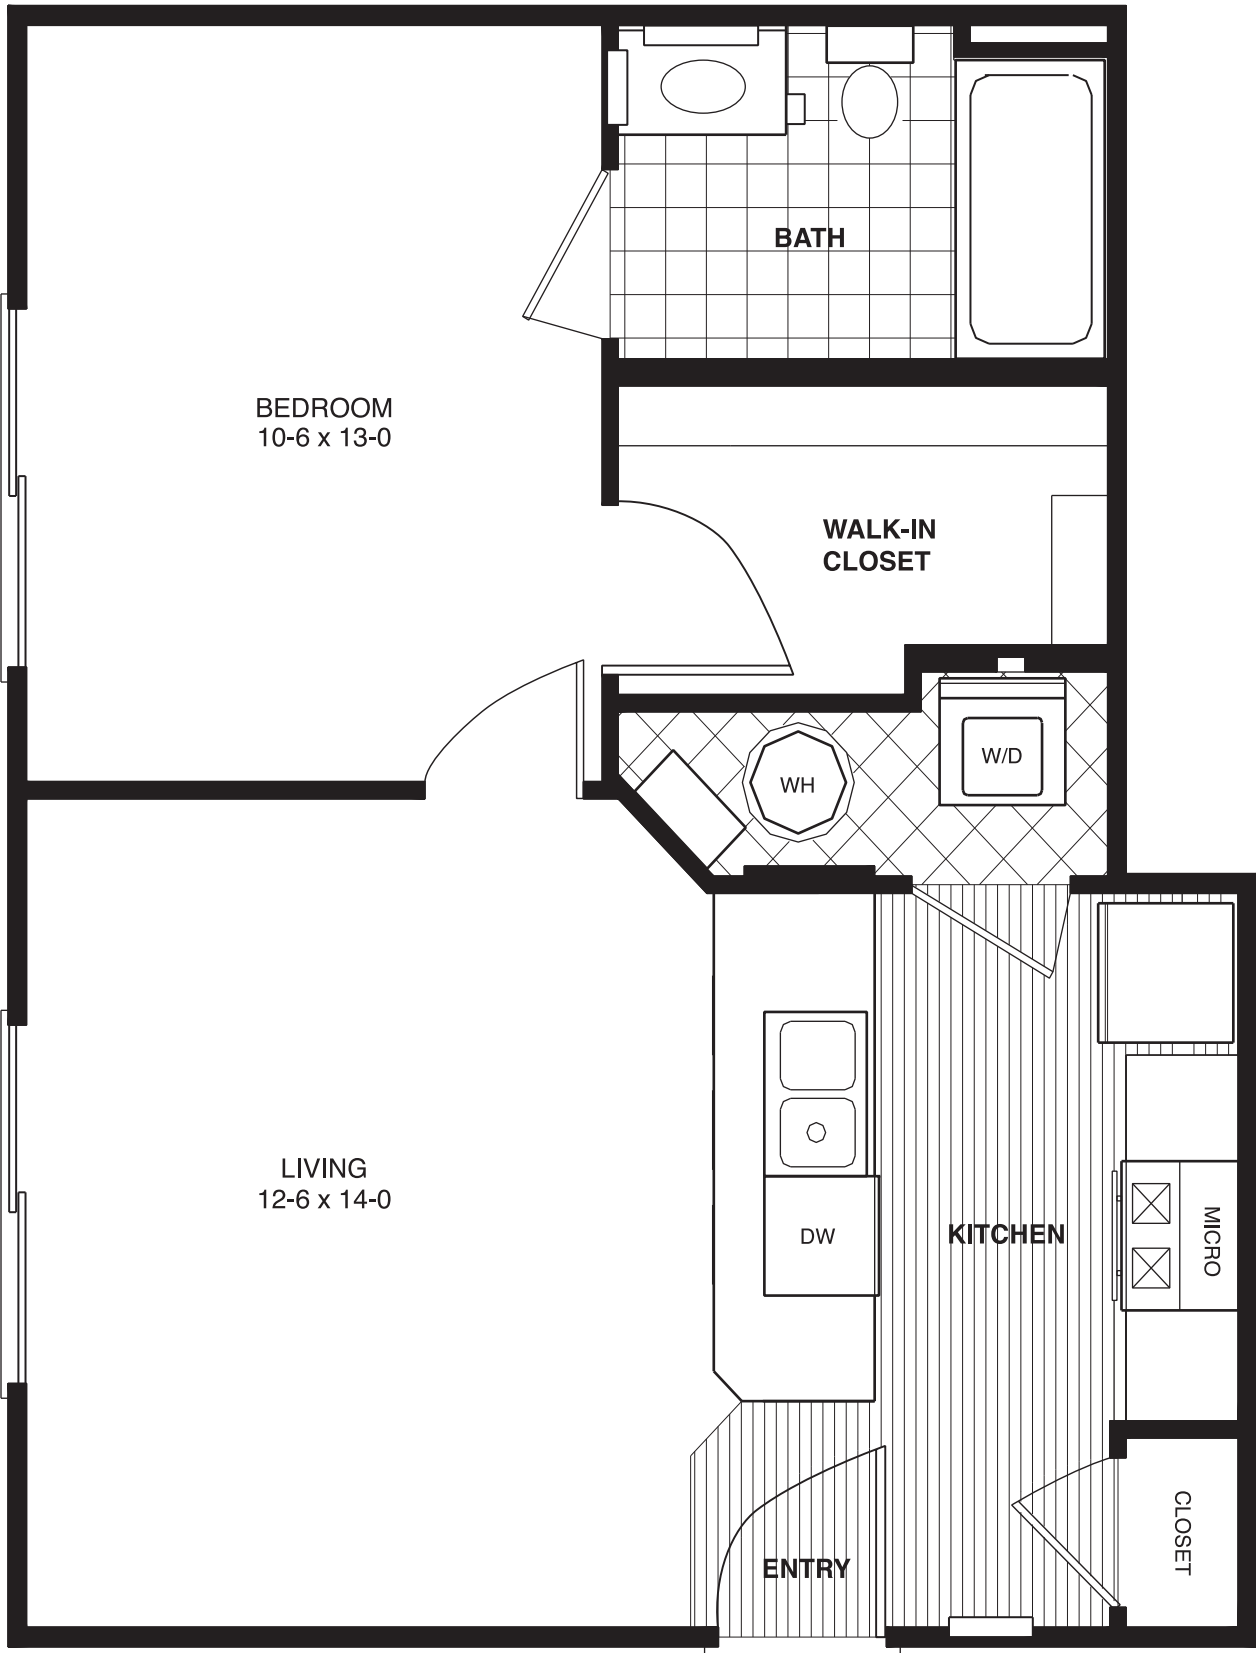 BATH
BEDROOM
10-6 x 13-0
WALK-IN
CLOSET
W/D
WH
LIVING
12-6 x 14-0
DW
KITCHEN
MICRO
CLOSET
ENTRY